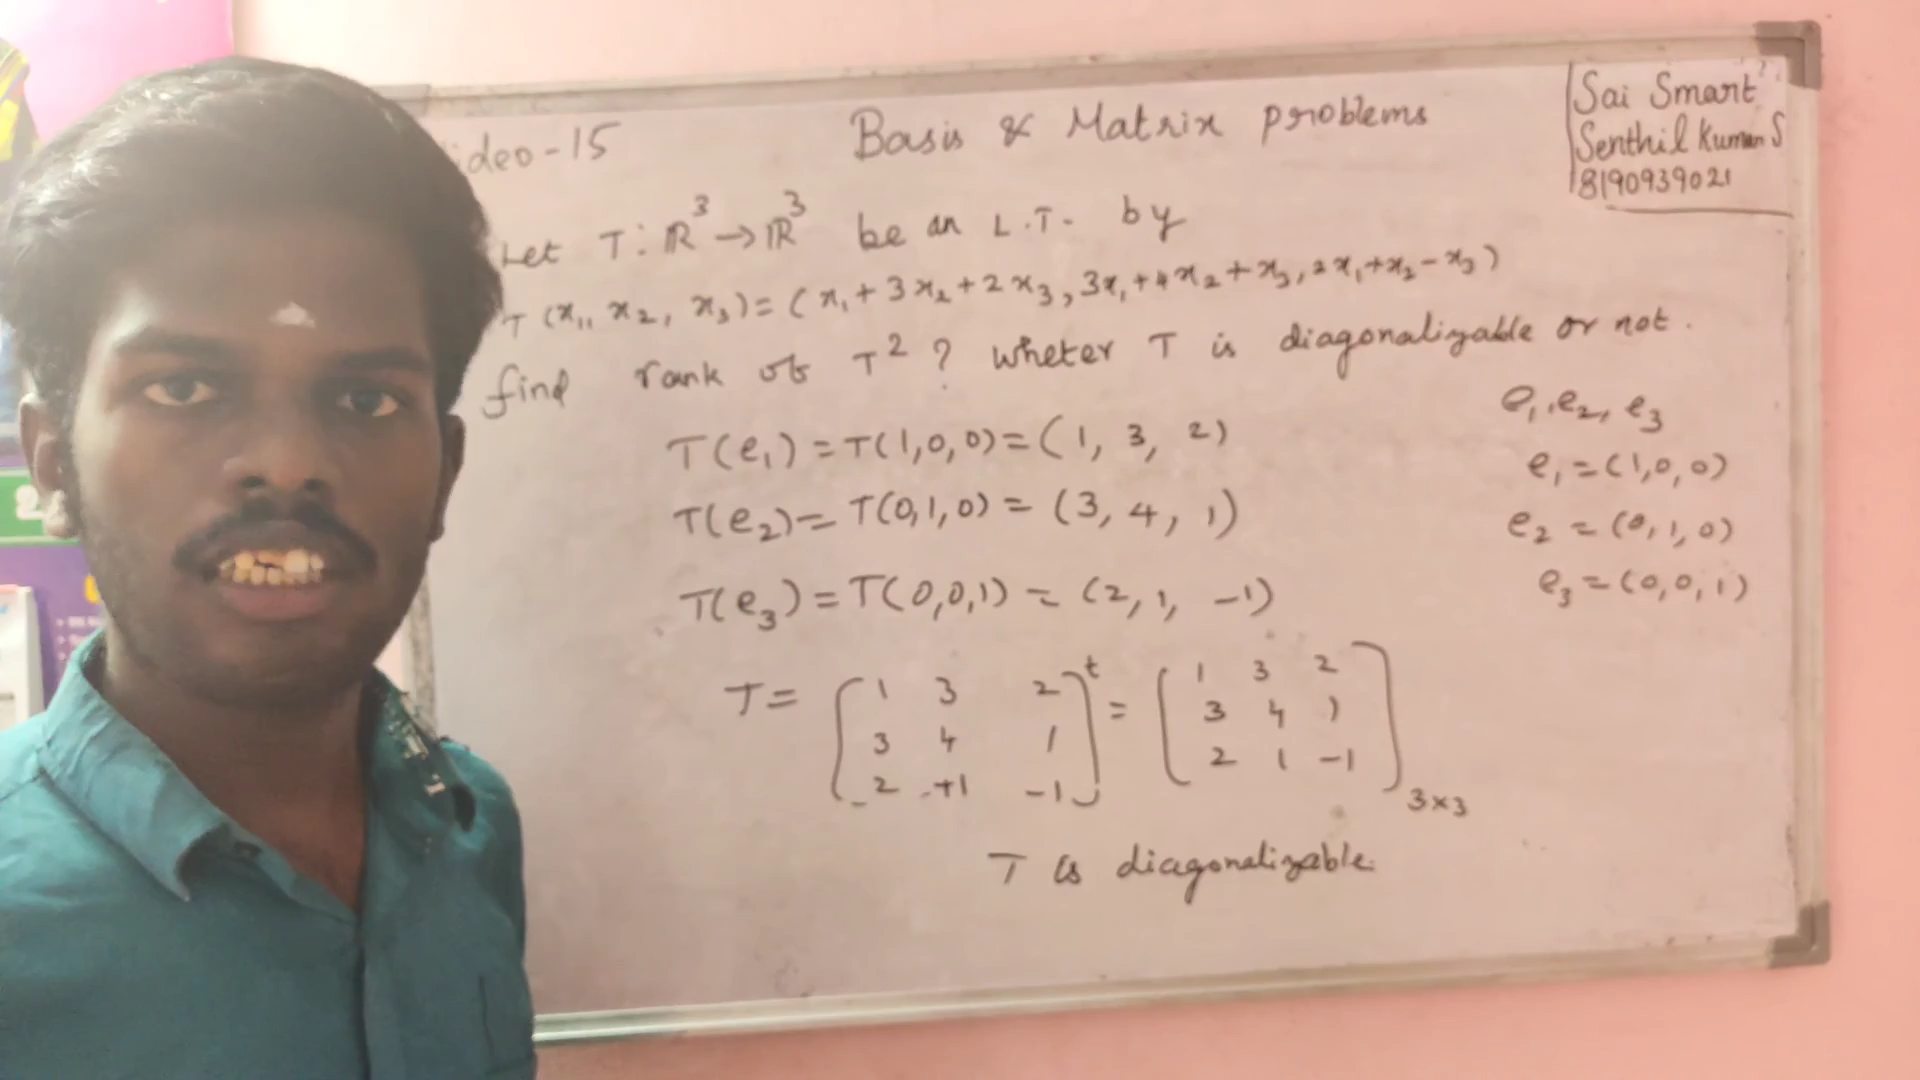 ideo-15
Basis & Matrix problems
Sai Smart
Senthil Kumar S
8190939021
Let T: R³ → R³ be an L.T. by
T (x₁, x₂, x₃) = (x₁ + 3x₂ + 2x₃, 3x₁ + 4x₂ + x₃, 2x₁ + x₂ - x₃)
find rank of T² ? wheter T is diagonalizable or not.
e₁, e₂, e₃
T(e₁) = T(1,0,0) = (1, 3, 2)
e₁ = (1,0,0)
T(e₂) = T(0,1,0) = (3, 4, 1)
e₂ = (0,1,0)
T(e₃) = T(0,0,1) = (2, 1, -1)
e₃ = (0,0,1)
T = [1 3 2
3 4 1
2 +1 -1]ᵗ
= [1 3 2
3 4 1
2 1 -1] 3×3
T is diagonalizable.